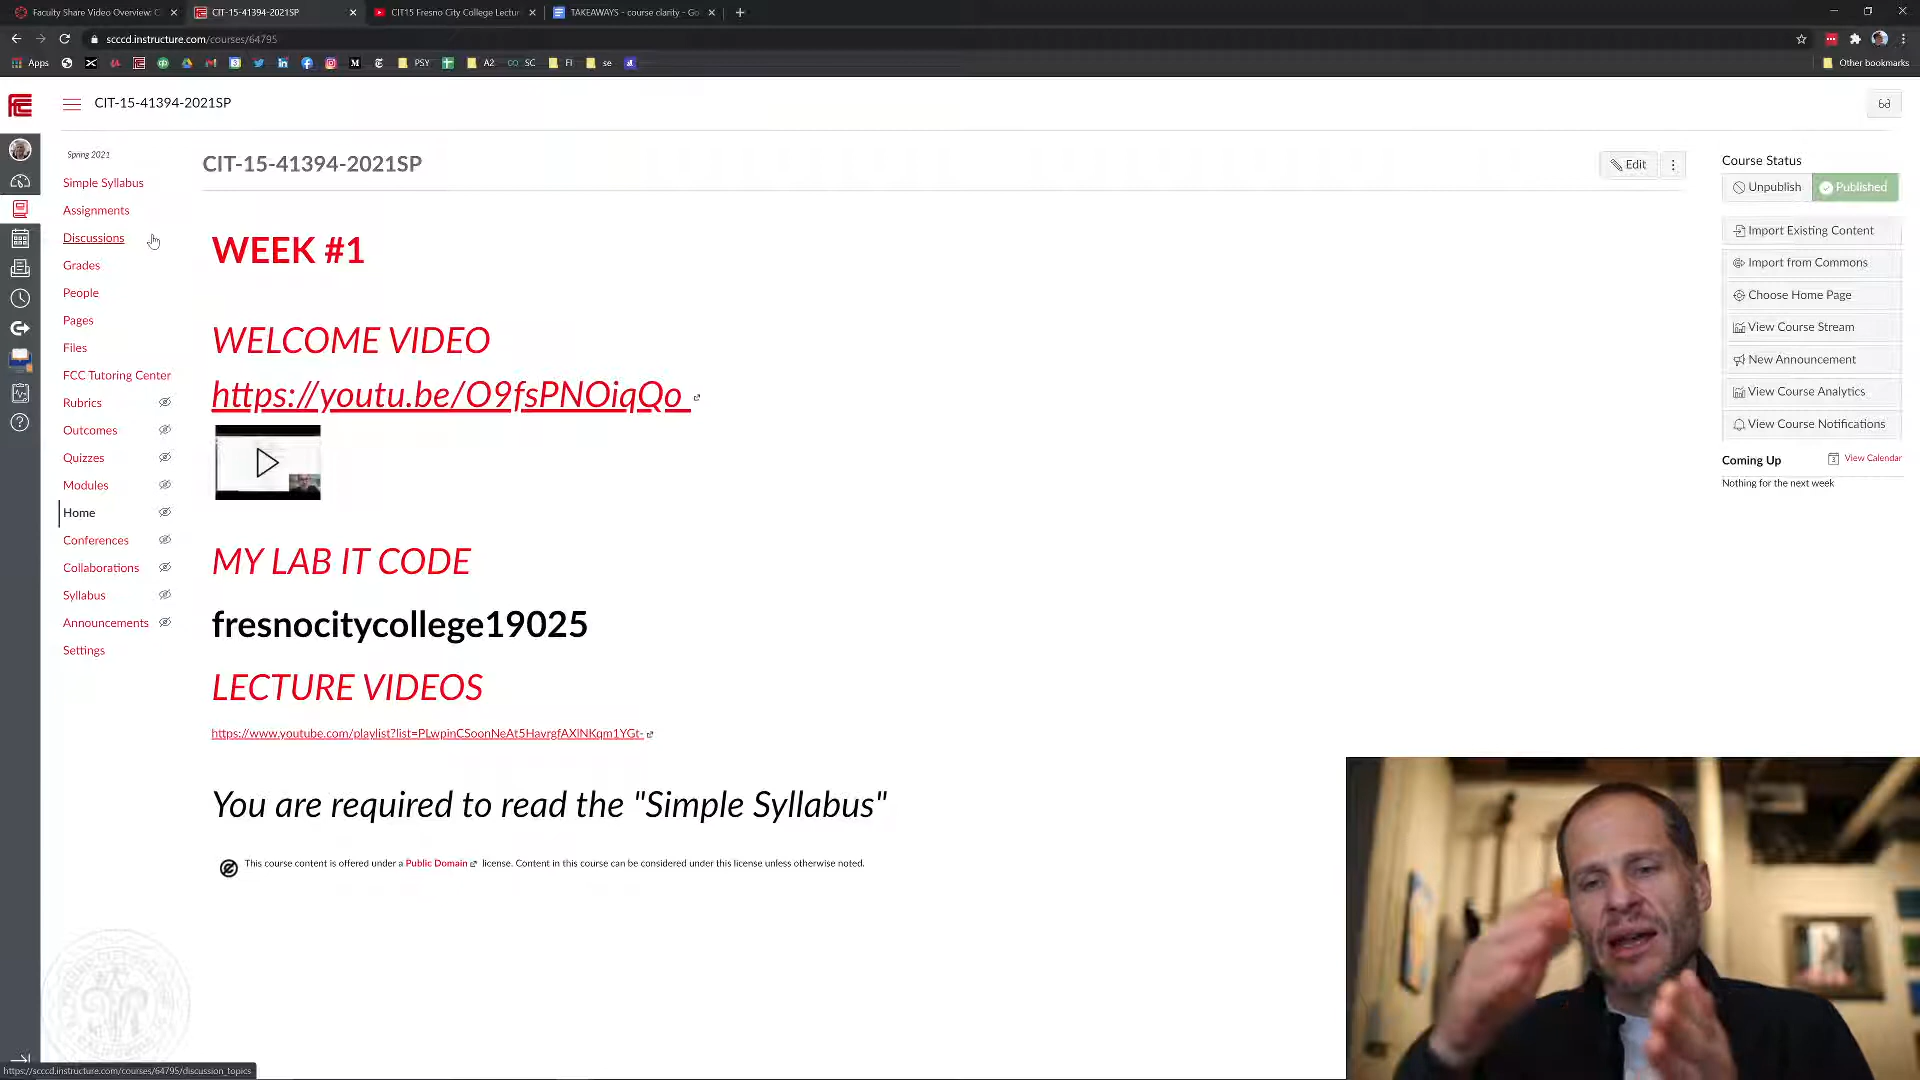 Faculty Share Video Overview: C
CIT-15-41394-2021SP
CIT15 Fresno City College Lectur
TAKEAWAYS - course clarity - Go
scccd.instructure.com/courses/64795
Apps
PSY
A2
SC
FI
se
Other bookmarks
CIT-15-41394-2021SP
Spring 2021
Simple Syllabus
Assignments
Discussions
Grades
People
Pages
Files
FCC Tutoring Center
Rubrics
Outcomes
Quizzes
Modules
Home
Conferences
Collaborations
Syllabus
Announcements
Settings
CIT-15-41394-2021SP
Edit
WEEK #1
WELCOME VIDEO
https://youtu.be/O9fsPNOiqQo
MY LAB IT CODE
fresnocitycollege19025
LECTURE VIDEOS
https://www.youtube.com/playlist?list=PLwpinCSoonNeAt5HavrgfAXlNKqm1YGt-
You are required to read the "Simple Syllabus"
This course content is offered under a Public Domain license. Content in this course can be considered under this license unless otherwise noted.
Course Status
Unpublish
Published
Import Existing Content
Import from Commons
Choose Home Page
View Course Stream
New Announcement
View Course Analytics
View Course Notifications
Coming Up
View Calendar
Nothing for the next week
https://scccd.instructure.com/courses/64795/discussion_topics